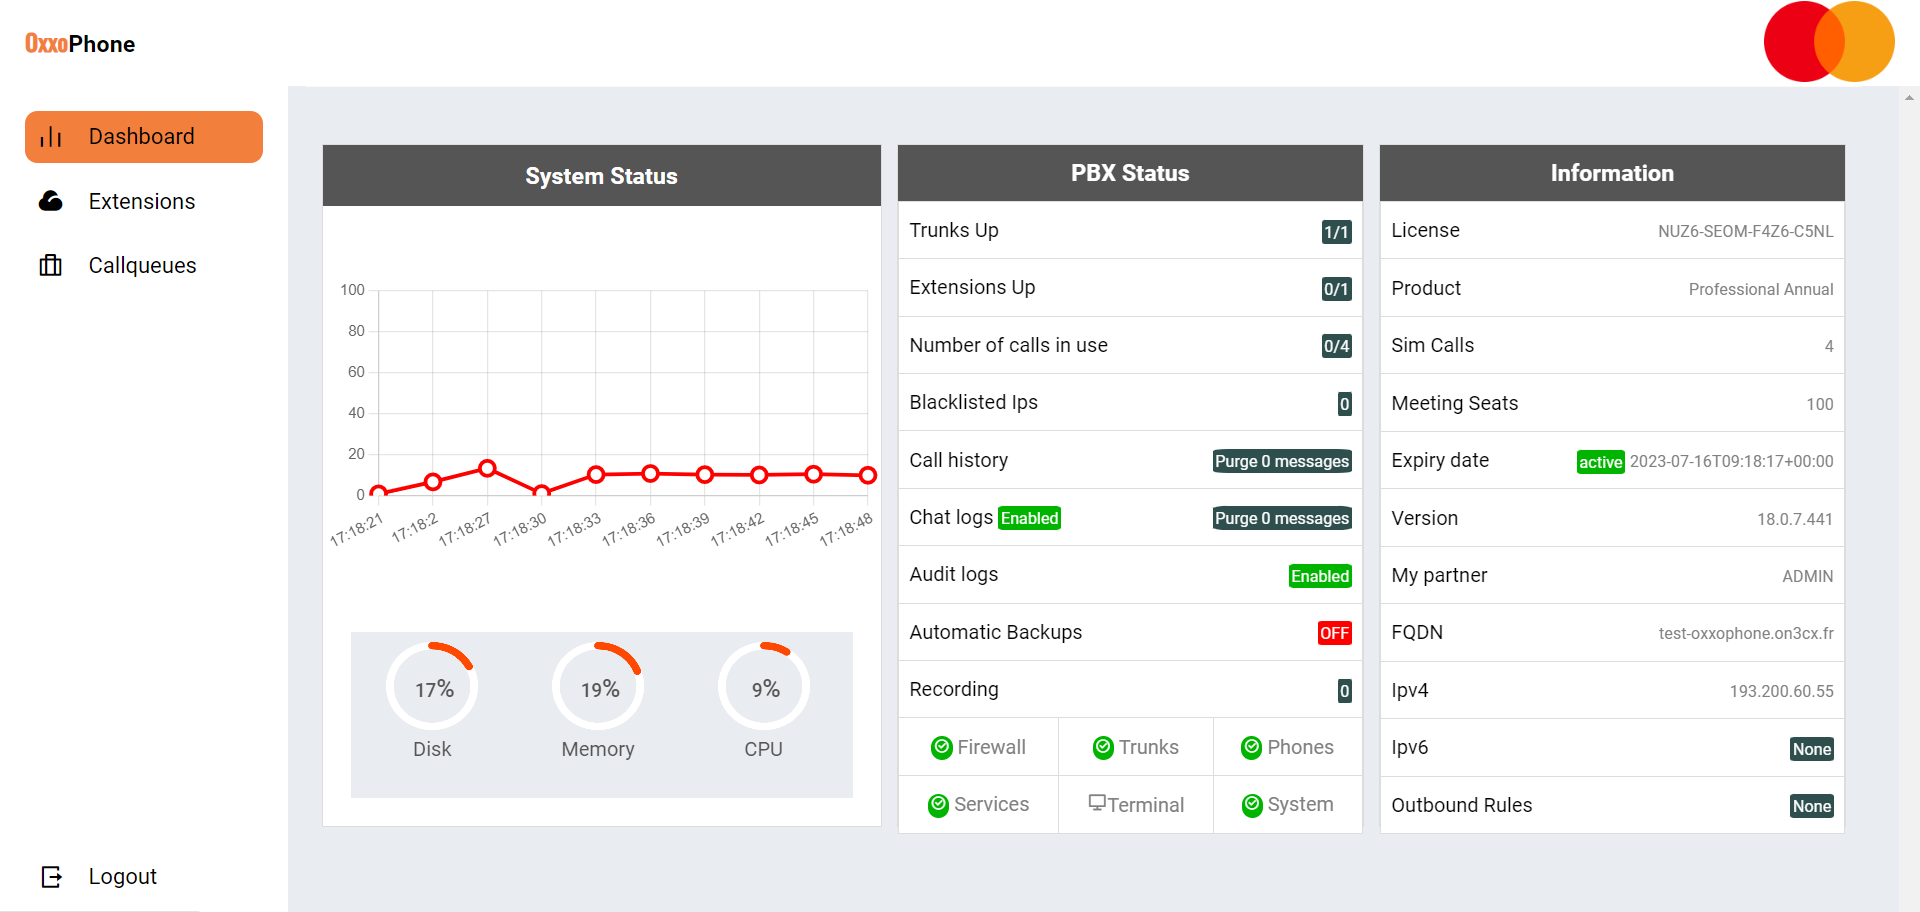 OxxoPhone
Dashboard
Extensions
Callqueues
Logout
System Status
100
80
60
40
20
0
17:18:21
17:18:2
17:18:27
17:18:30
17:18:33
17:18:36
17:18:39
17:18:42
17:18:45
17:18:48
17%
19%
9%
Disk
Memory
CPU
PBX Status
Trunks Up 1/1
Extensions Up 0/1
Number of calls in use 0/4
Blacklisted Ips 0
Call history Purge 0 messages
Chat logs Enabled Purge 0 messages
Audit logs Enabled
Automatic Backups OFF
Recording 0
Firewall Trunks Phones
Services Terminal System
Information
License NUZ6-SEOM-F4Z6-C5NL
Product Professional Annual
Sim Calls 4
Meeting Seats 100
Expiry date active 2023-07-16T09:18:17+00:00
Version 18.0.7.441
My partner ADMIN
FQDN test-oxxophone.on3cx.fr
Ipv4 193.200.60.55
Ipv6 None
Outbound Rules None